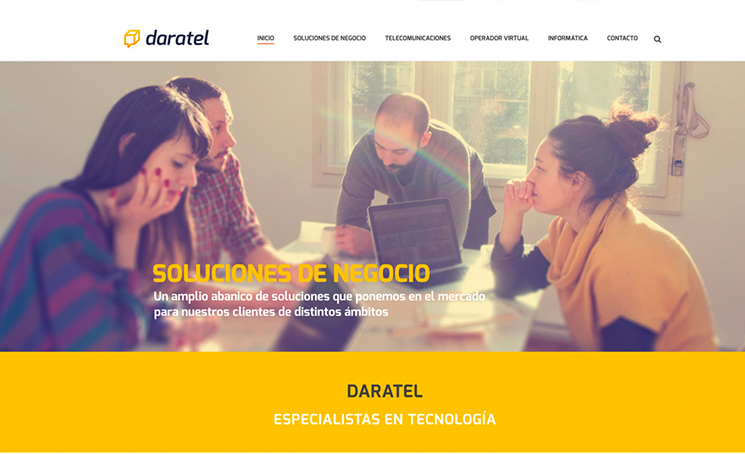 daratel
INICIO SOLUCIONES DE NEGOCIO TELECOMUNICACIONES OPERADOR VIRTUAL INFORMÁTICA CONTACTO
SOLUCIONES DE NEGOCIO
Un amplio abanico de soluciones que ponemos en el mercado
para nuestros clientes de distintos ámbitos
DARATEL
ESPECIALISTAS EN TECNOLOGÍA